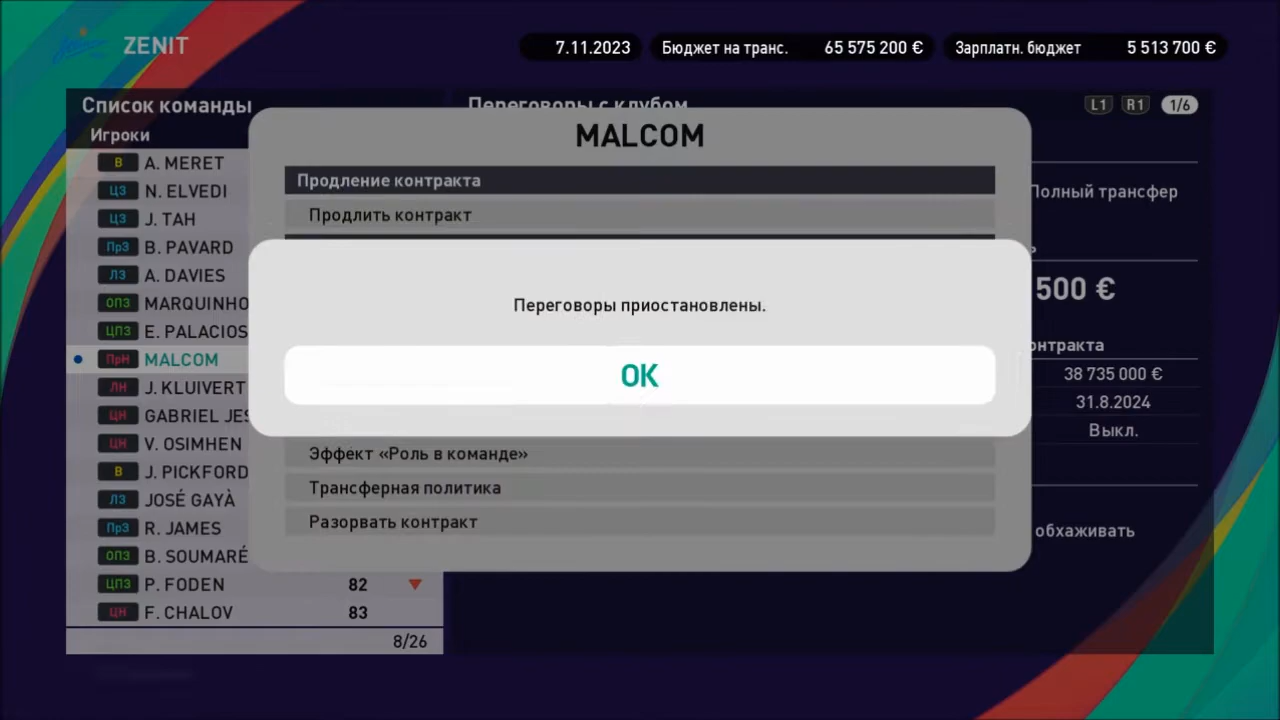 ZENIT
7.11.2023
Бюджет на транс. 65 575 200 €
Зарплатн. бюджет 5 513 700 €
Список команды
Переговоры с клубом
L1 R1 1/6
Игроки
MALCOM
В A. MERET
ЦЗ N. ELVEDI
ЦЗ J. TAH
ПрЗ B. PAVARD
ЛЗ A. DAVIES
ОПЗ MARQUINHO
ЦПЗ E. PALACIOS
ПрН MALCOM
ЛН J. KLUIVERT
ЦН GABRIEL JES
ЦН V. OSIMHEN
В J. PICKFORD
ЛЗ JOSÉ GAYÀ
ПрЗ R. JAMES
ОПЗ B. SOUMARÉ
ЦПЗ P. FODEN 82
ЦН F. CHALOV 83
8/26
Продление контракта
Продлить контракт
Переговоры приостановлены.
OK
Эффект «Роль в команде»
Трансферная политика
Разорвать контракт
Полный трансфер
500 €
онтракта
38 735 000 €
31.8.2024
Выкл.
обхаживать